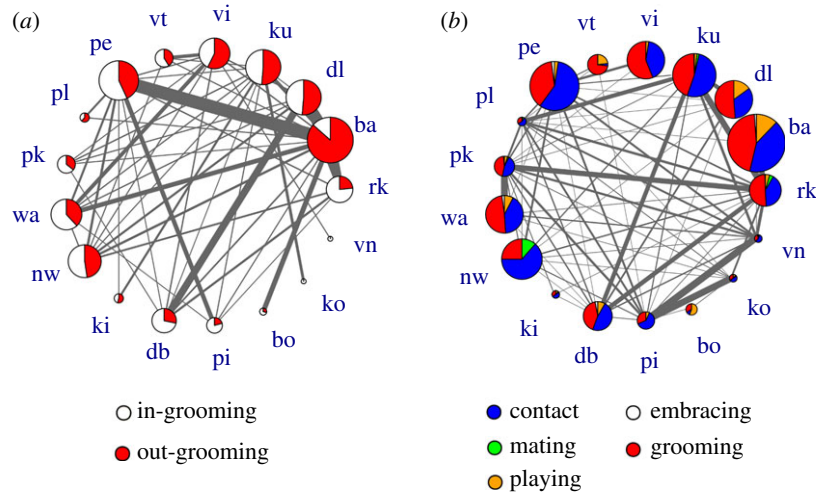 (a)
vt
vi
ku
pe
dl
pl
ba
pk
rk
wa
vn
nw
ko
ki
bo
db
pi
in-grooming
out-grooming
(b)
vt
vi
ku
pe
dl
pl
ba
pk
rk
wa
vn
nw
ko
ki
bo
db
pi
contact
embracing
mating
grooming
playing